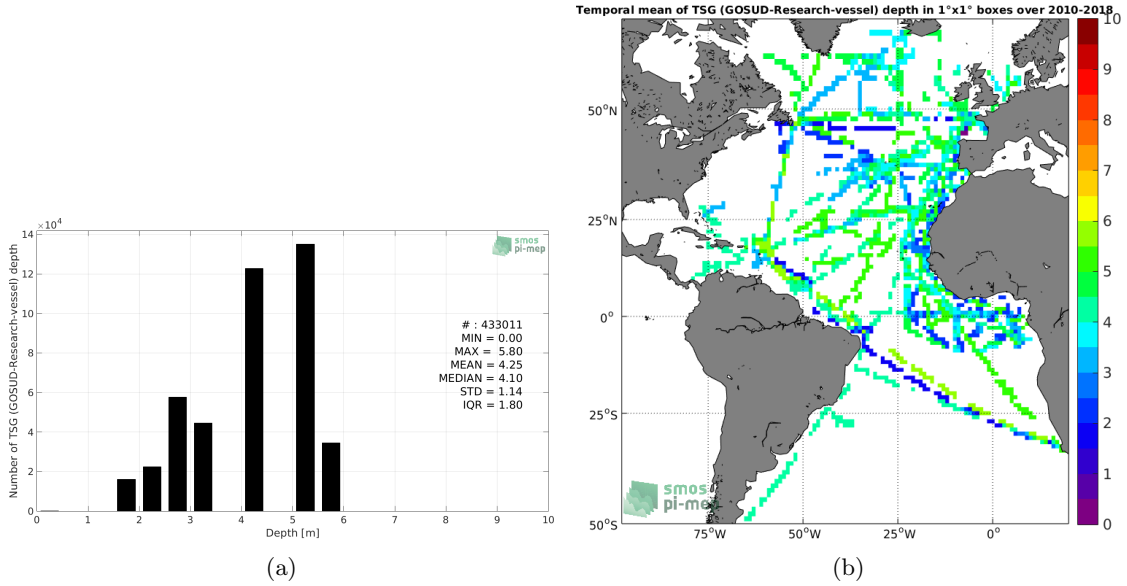 Temporal mean of TSG (GOSUD-Research-vessel) depth in 1°x1° boxes over 2010-2018
×10⁴
14
12
10
8
6
4
2
0
Number of TSG (GOSUD-Research-vessel) depth
smos
pi-mep
# : 433011
MIN = 0.00
MAX = 5.80
MEAN = 4.25
MEDIAN = 4.10
STD = 1.14
IQR = 1.80
0 1 2 3 4 5 6 7 8 9 10
Depth [m]
(a)
50°N
25°N
0°
25°S
50°S
75°W 50°W 25°W 0°
smos
pi-mep
10
9
8
7
6
5
4
3
2
1
0
(b)